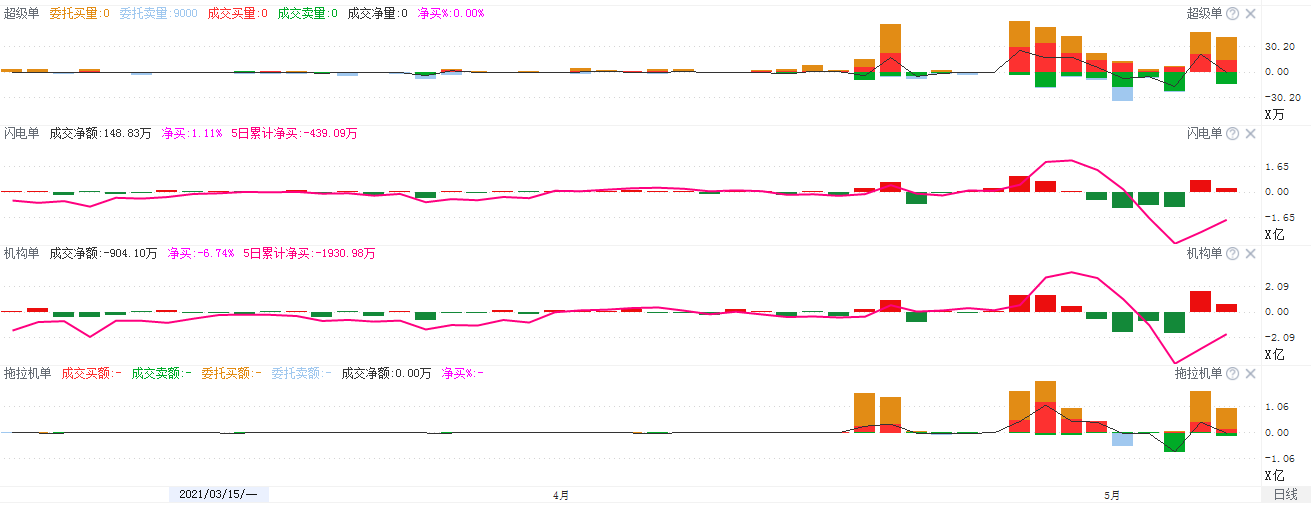 超级单 委托买量:0 委托卖量:9000 成交买量:0 成交卖量:0 成交净量:0 净买%:0.00% 超级单 ?
30.20
0.00
-30.20
X万
闪电单 成交净额:148.83万 净买:1.11% 5日累计净买:-439.09万 闪电单 ?
1.65
0.00
-1.65
X亿
机构单 成交净额:-904.10万 净买:-6.74% 5日累计净买:-1930.98万 机构单 ?
2.09
0.00
-2.09
X亿
拖拉机单 成交买额:- 成交卖额:- 委托买额:- 委托卖额:- 成交净额:0.00万 净买%:- 拖拉机单 ?
1.06
0.00
-1.06
X亿
2021/03/15/一 4月 5月 日线